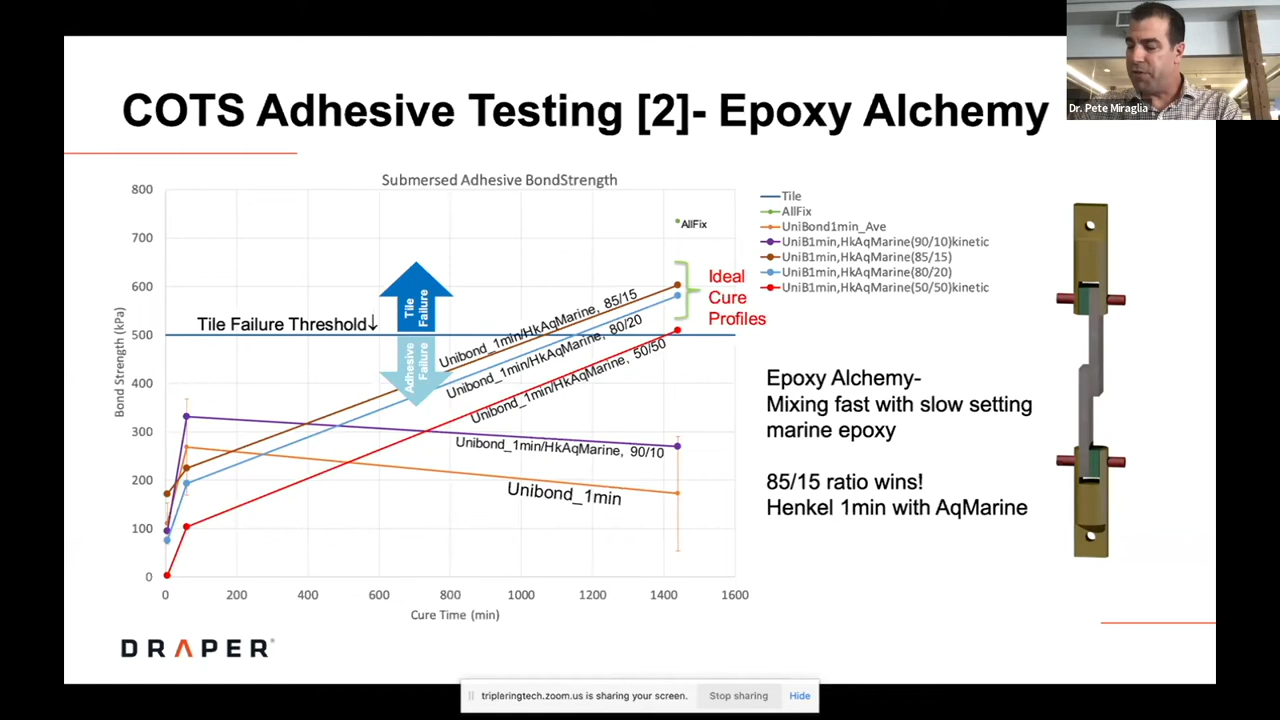 Dr. Pete Miraglia
COTS Adhesive Testing [2]- Epoxy Alchemy
Submersed Adhesive BondStrength
800
700
600
500
400
300
200
100
0
Bond Strength (kPa)
0 200 400 600 800 1000 1200 1400 1600
Cure Time (min)
Tile Failure Threshold↓
Tile
Failure
Adhesive
Failure
AllFix
Ideal
Cure
Profiles
Unibond_1min/HkAqMarine, 85/15
Unibond_1min/HkAqMarine, 80/20
Unibond_1min/HkAqMarine, 50/50
Unibond_1min/HkAqMarine, 90/10
Unibond_1min
Tile
AllFix
UniBond1min_Ave
UniB1min,HkAqMarine(90/10)kinetic
UniB1min,HkAqMarine(85/15)
UniB1min,HkAqMarine(80/20)
UniB1min,HkAqMarine(50/50)kinetic
Epoxy Alchemy-
Mixing fast with slow setting
marine epoxy
85/15 ratio wins!
Henkel 1min with AqMarine
DRAPER®
tripleringtech.zoom.us is sharing your screen. Stop sharing Hide